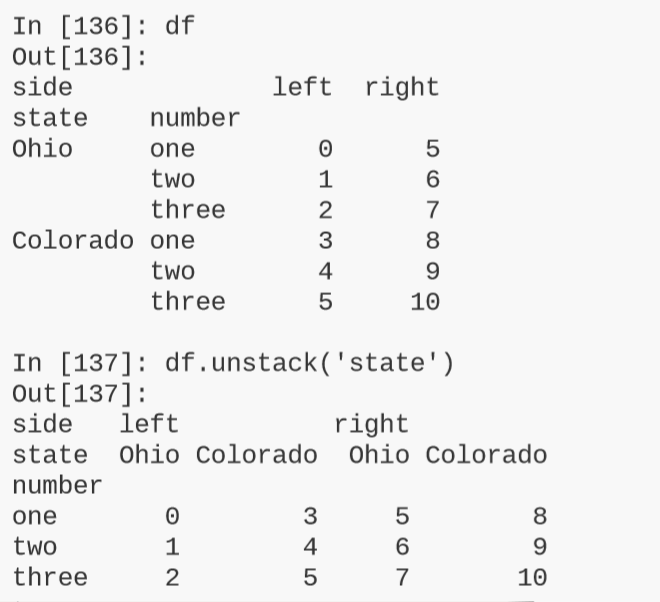 In [136]: df
Out[136]:
side             left  right
state    number
Ohio     one        0      5
         two        1      6
         three      2      7
Colorado one        3      8
         two        4      9
         three      5     10
In [137]: df.unstack('state')
Out[137]:
side   left          right
state  Ohio Colorado  Ohio Colorado
number
one       0        3     5        8
two       1        4     6        9
three     2        5     7       10